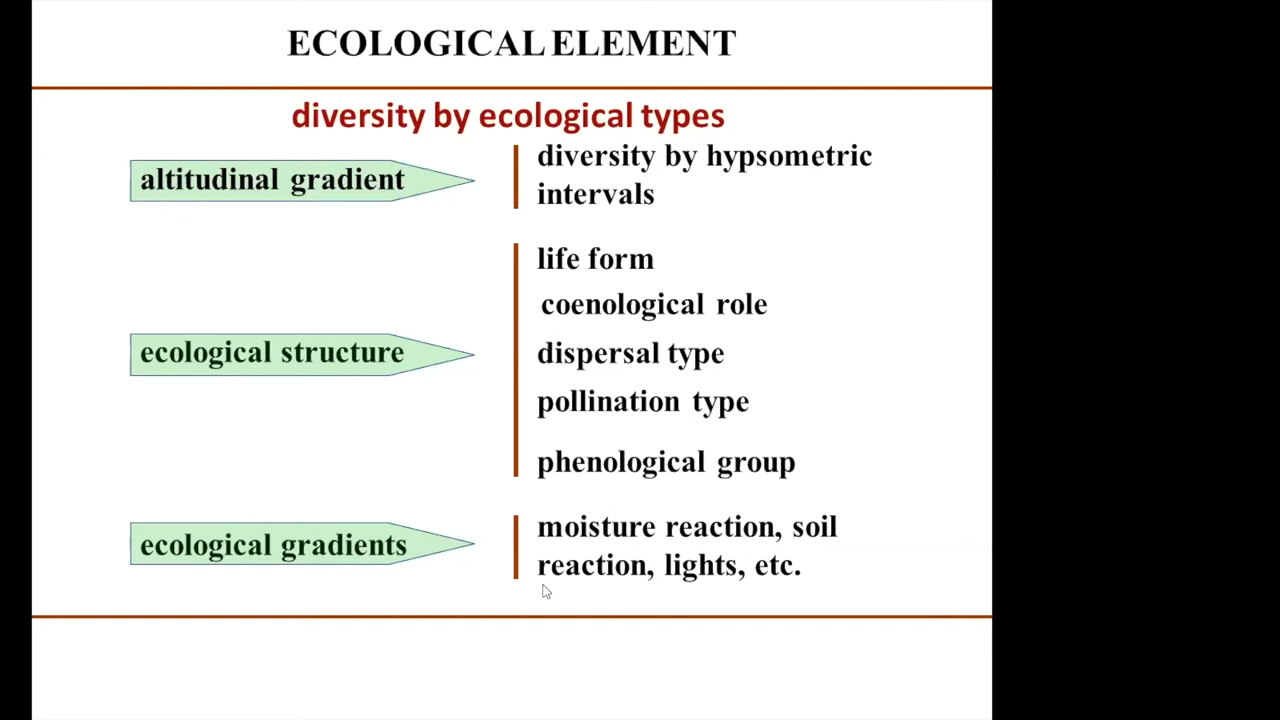 ECOLOGICAL ELEMENT
diversity by ecological types
altitudinal gradient
diversity by hypsometric
intervals
life form
coenological role
ecological structure
dispersal type
pollination type
phenological group
ecological gradients
moisture reaction, soil
reaction, lights, etc.